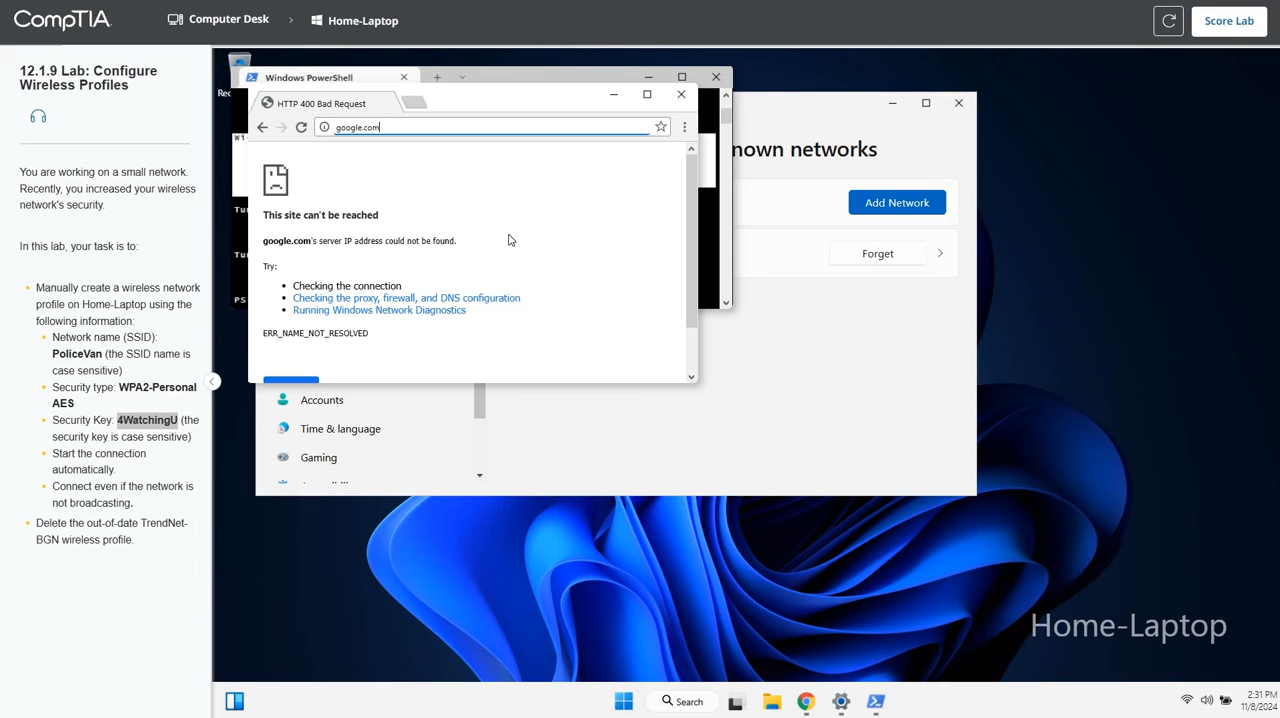 CompTIA.
Computer Desk
Home-Laptop
Score Lab
12.1.9 Lab: Configure
Wireless Profiles
You are working on a small network.
Recently, you increased your wireless
network's security.
In this lab, your task is to:
Manually create a wireless network
profile on Home-Laptop using the
following information:
Network name (SSID):
PoliceVan (the SSID name is
case sensitive)
Security type: WPA2-Personal
AES
Security Key: 4WatchingU (the
security key is case sensitive)
Start the connection
automatically.
Connect even if the network is
not broadcasting.
Delete the out-of-date TrendNet-
BGN wireless profile.
Rec
Windows PowerShell
Wi-
Tu
Tu
PS
HTTP 400 Bad Request
google.com
This site can't be reached
google.com's server IP address could not be found.
Try:
Checking the connection
Checking the proxy, firewall, and DNS configuration
Running Windows Network Diagnostics
ERR_NAME_NOT_RESOLVED
nown networks
Add Network
Forget
Accounts
Time & language
Gaming
Home-Laptop
Search
2:31 PM
11/8/2024